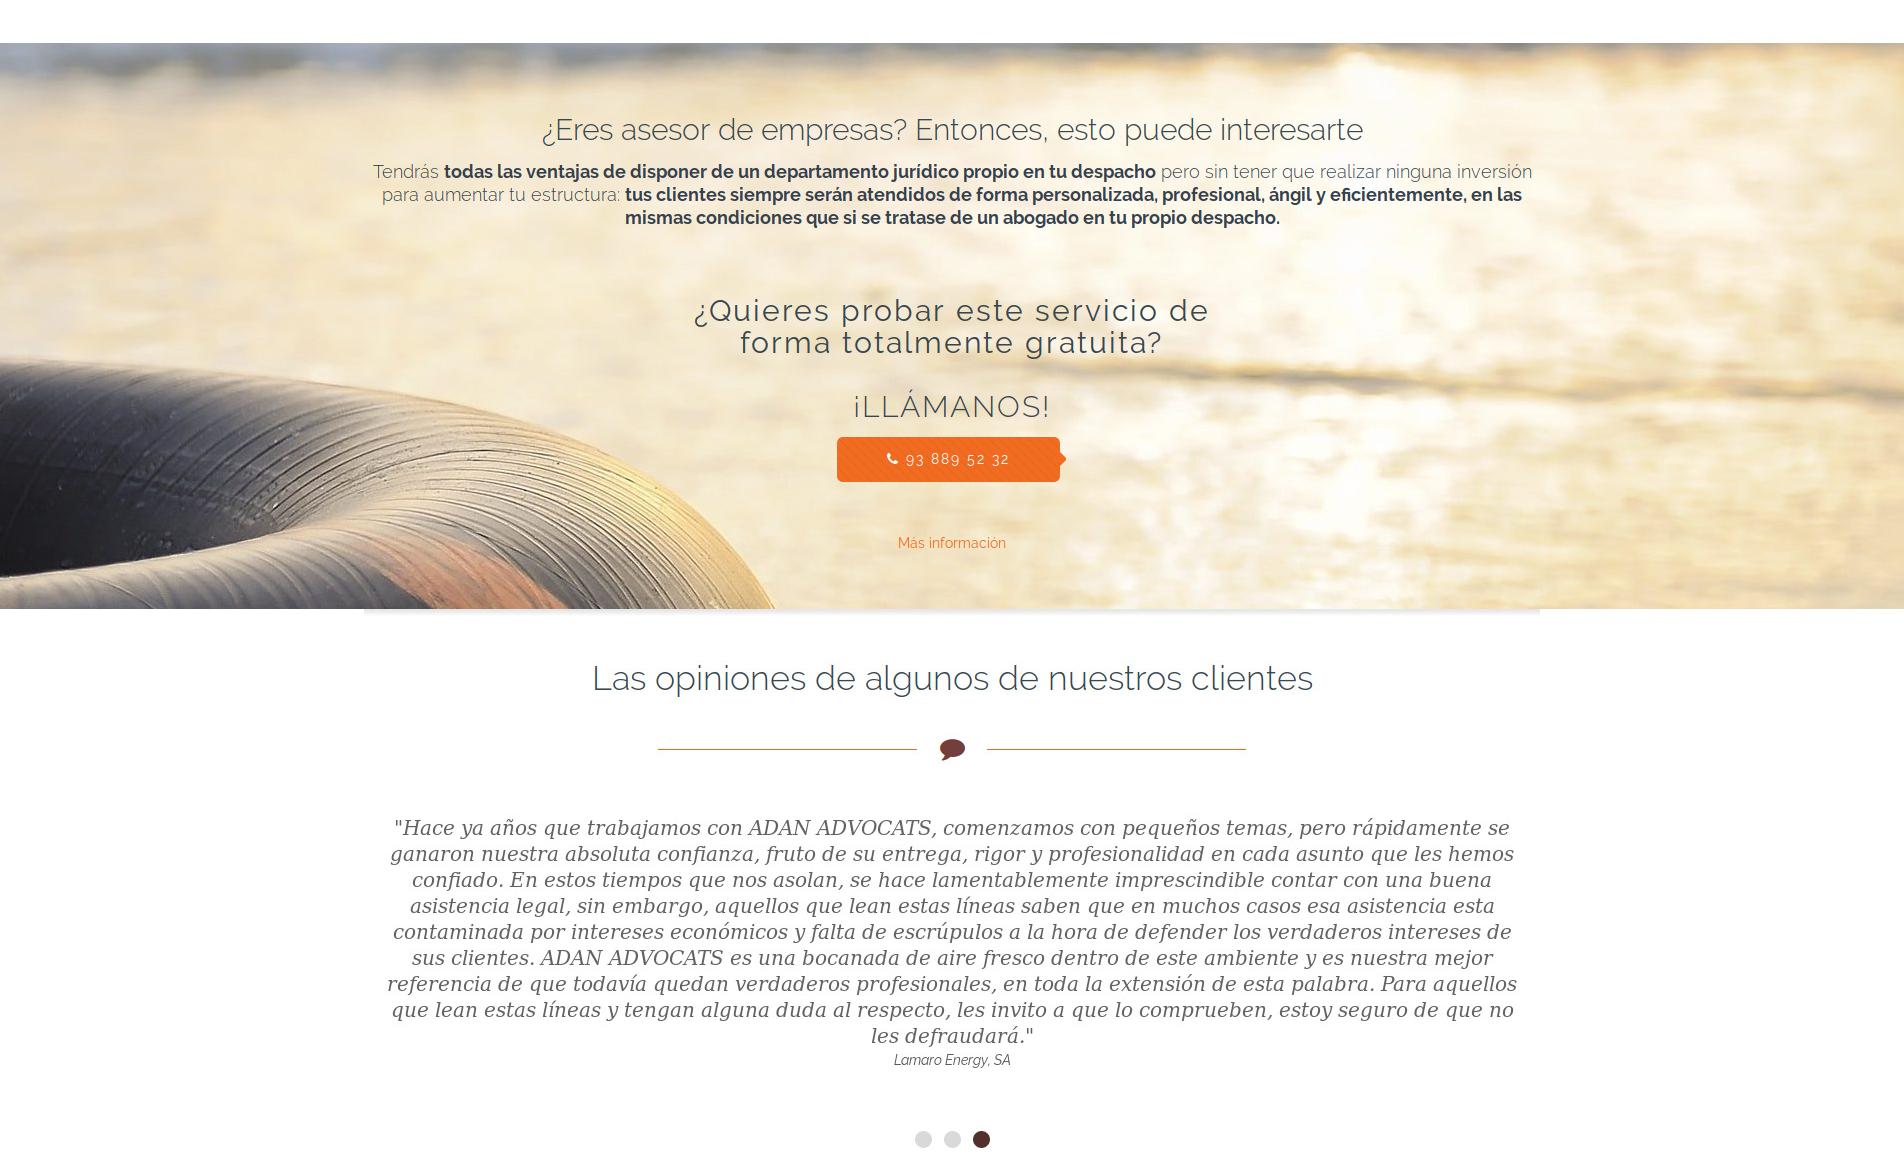 ¿Eres asesor de empresas? Entonces, esto puede interesarte
Tendrás todas las ventajas de disponer de un departamento jurídico propio en tu despacho pero sin tener que realizar ninguna inversión
para aumentar tu estructura: tus clientes siempre serán atendidos de forma personalizada, profesional, ángil y eficientemente, en las
mismas condiciones que si se tratase de un abogado en tu propio despacho.
¿Quieres probar este servicio de
forma totalmente gratuita?
¡LLÁMANOS!
93 889 52 32
Más información
Las opiniones de algunos de nuestros clientes
"Hace ya años que trabajamos con ADAN ADVOCATS, comenzamos con pequeños temas, pero rápidamente se
ganaron nuestra absoluta confianza, fruto de su entrega, rigor y profesionalidad en cada asunto que les hemos
confiado. En estos tiempos que nos asolan, se hace lamentablemente imprescindible contar con una buena
asistencia legal, sin embargo, aquellos que lean estas líneas saben que en muchos casos esa asistencia esta
contaminada por intereses económicos y falta de escrúpulos a la hora de defender los verdaderos intereses de
sus clientes. ADAN ADVOCATS es una bocanada de aire fresco dentro de este ambiente y es nuestra mejor
referencia de que todavía quedan verdaderos profesionales, en toda la extensión de esta palabra. Para aquellos
que lean estas líneas y tengan alguna duda al respecto, les invito a que lo comprueben, estoy seguro de que no
les defraudará."
Lamaro Energy, SA